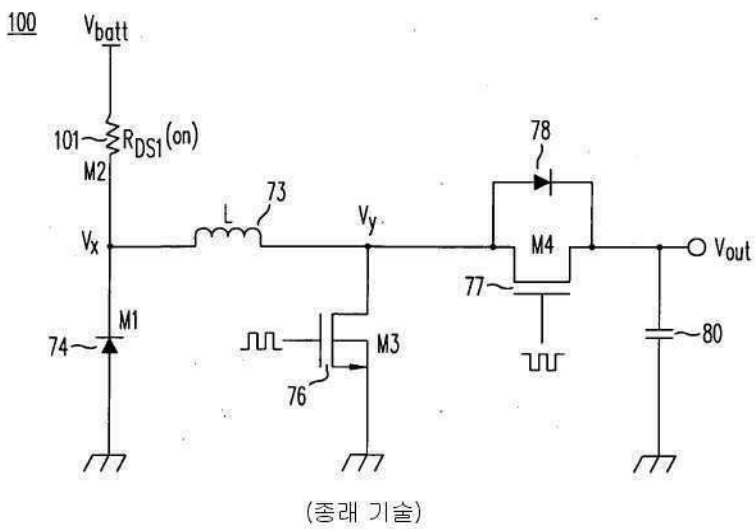 100
Vbatt
101
RDS1(on)
M2
73
L
Vx
Vy
78
M4
77
Vout
M1
74
M3
76
80
(종래 기술)